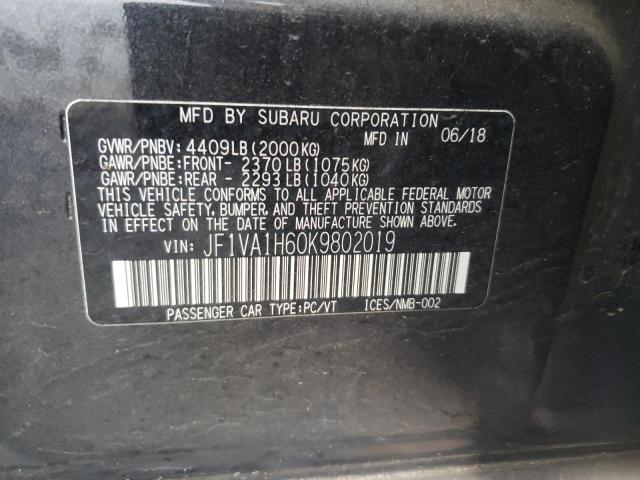 MFD BY SUBARU CORPORATION
MFD IN 06/18
GVWR/PNBV: 4409LB (2000KG)
GAWR/PNBE:FRONT- 2370LB (1075KG)
GAWR/PNBE:REAR - 2293LB (1040KG)
THIS VEHICLE CONFORMS TO ALL APPLICABLE FEDERAL MOTOR
VEHICLE SAFETY, BUMPER, AND THEFT PREVENTION STANDARDS
IN EFFECT ON THE DATE OF MANUFACTURE SHOWN ABOVE.
VIN: JF1VA1H60K9802019
PASSENGER CAR TYPE:PC/VT ICES/NMB-002